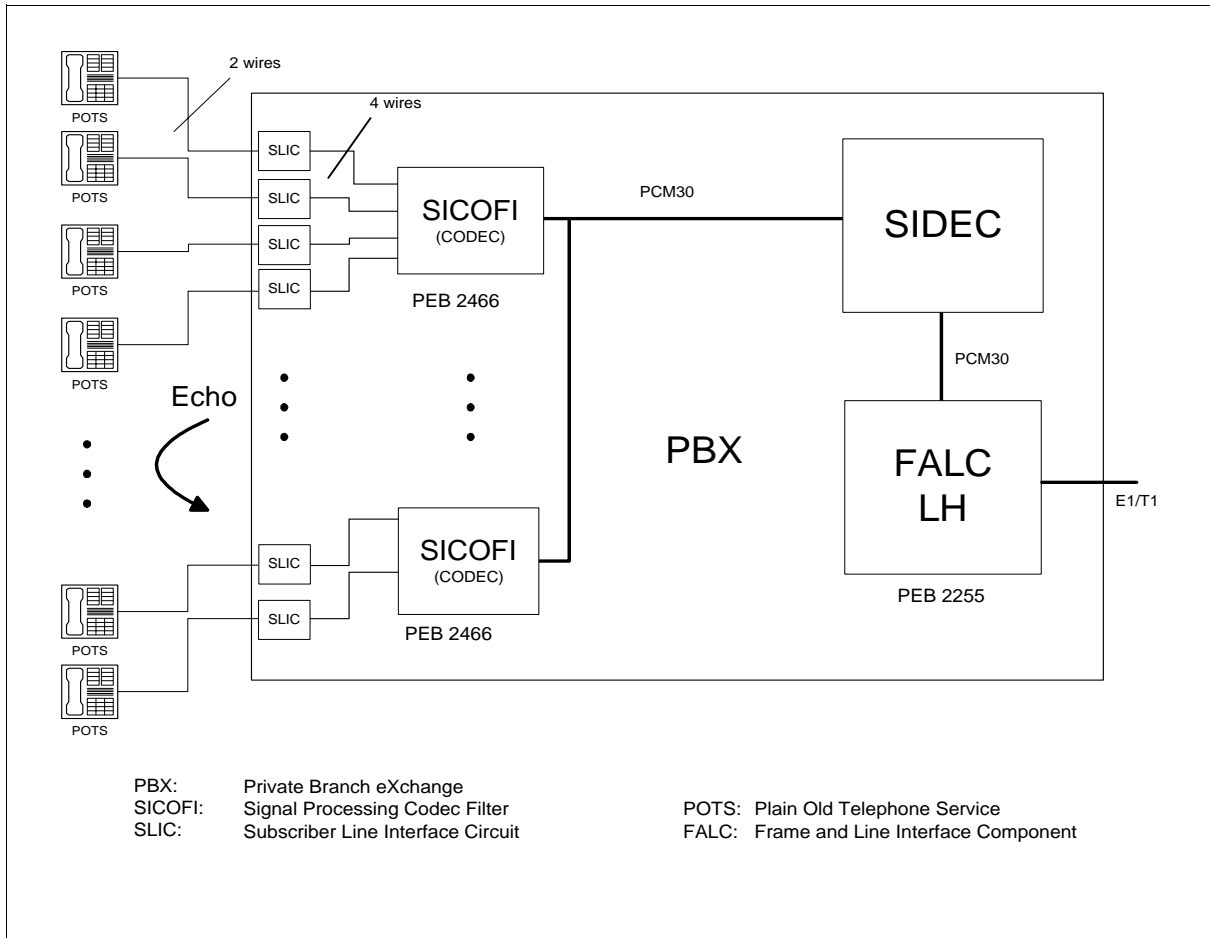 2 wires
POTS
4 wires
SLIC
POTS
SLIC
SICOFI
(CODEC)
PCM30
SIDEC
SLIC
POTS
SLIC
PEB 2466
POTS
PCM30
Echo
PBX
FALC
LH
E1/T1
SICOFI
(CODEC)
SLIC
PEB 2255
SLIC
PEB 2466
POTS
POTS
PBX: Private Branch eXchange
SICOFI: Signal Processing Codec Filter
SLIC: Subscriber Line Interface Circuit
POTS: Plain Old Telephone Service
FALC: Frame and Line Interface Component